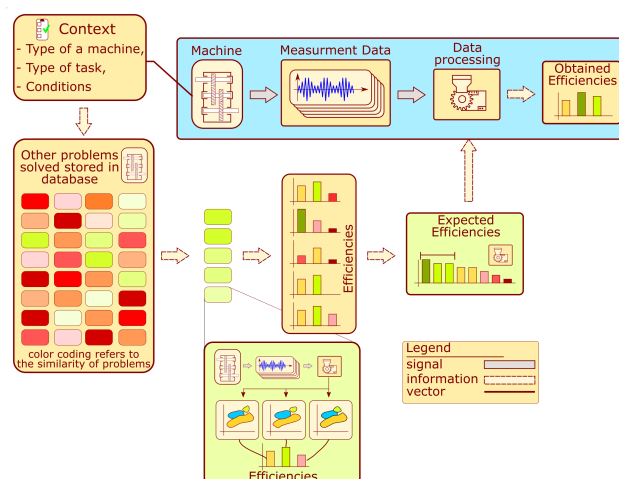 Context
- Type of a machine,
- Type of task,
- Conditions
Machine
Measurment Data
Data
processing
Obtained
Efficiencies
Other problems
solved stored in
database
color coding refers to
the similarity of problems
Efficiencies
Expected
Efficiencies
Legend
signal
information
vector
Efficiencies